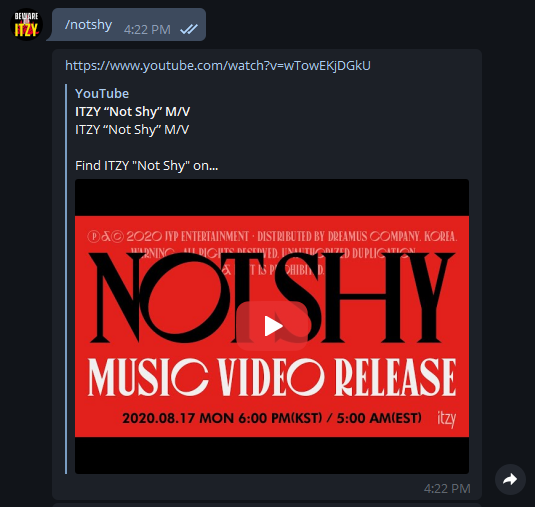 BEWARE
OF
ITZY
/notshy
4:22 PM
https://www.youtube.com/watch?v=wTowEKjDGkU
YouTube
ITZY “Not Shy” M/V
ITZY “Not Shy” M/V
Find ITZY "Not Shy" on...
Ⓟ & Ⓒ 2020 JYP ENTERTAINMENT · DISTRIBUTED BY DREAMUS COMPANY, KOREA.
WARNING: ALL RIGHTS RESERVED. UNAUTHORIZED DUPLICATION
IS PROHIBITED.
NOT SHY
MUSIC VIDEO RELEASE
2020.08.17 MON 6:00 PM(KST) / 5:00 AM(EST)
itzy
4:22 PM